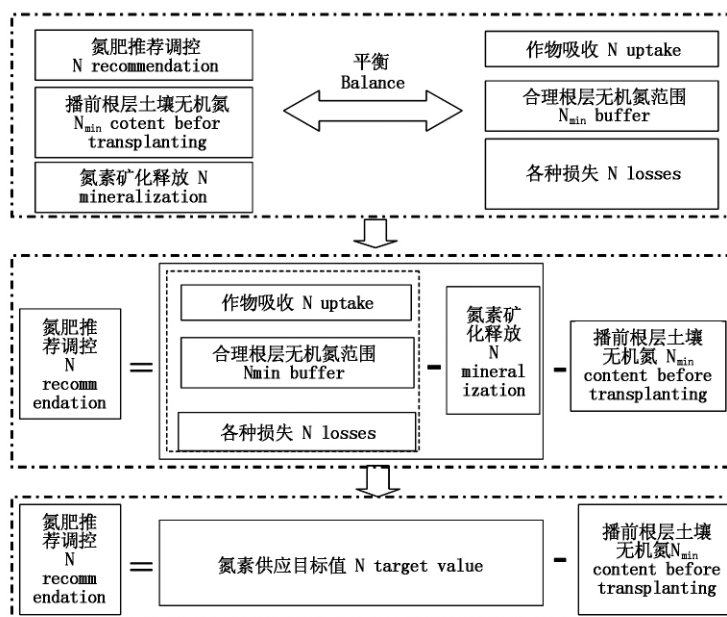 氮肥推荐调控
N recommendation
播前根层土壤无机氮
Nmin cotent befor
transplanting
氮素矿化释放 N
mineralization
平衡
Balance
作物吸收 N uptake
合理根层无机氮范围
Nmin buffer
各种损失 N losses
氮肥推
荐调控
N
recomm
endation
=
作物吸收 N uptake
合理根层无机氮范围
Nmin buffer
各种损失 N losses
-
氮素矿
化释放
N
mineral
ization
-
播前根层土壤
无机氮 Nmin
content before
transplanting
氮肥推
荐调控
N
recomm
endation
=
氮素供应目标值 N target value
-
播前根层土壤
无机氮Nmin
content before
transplanting